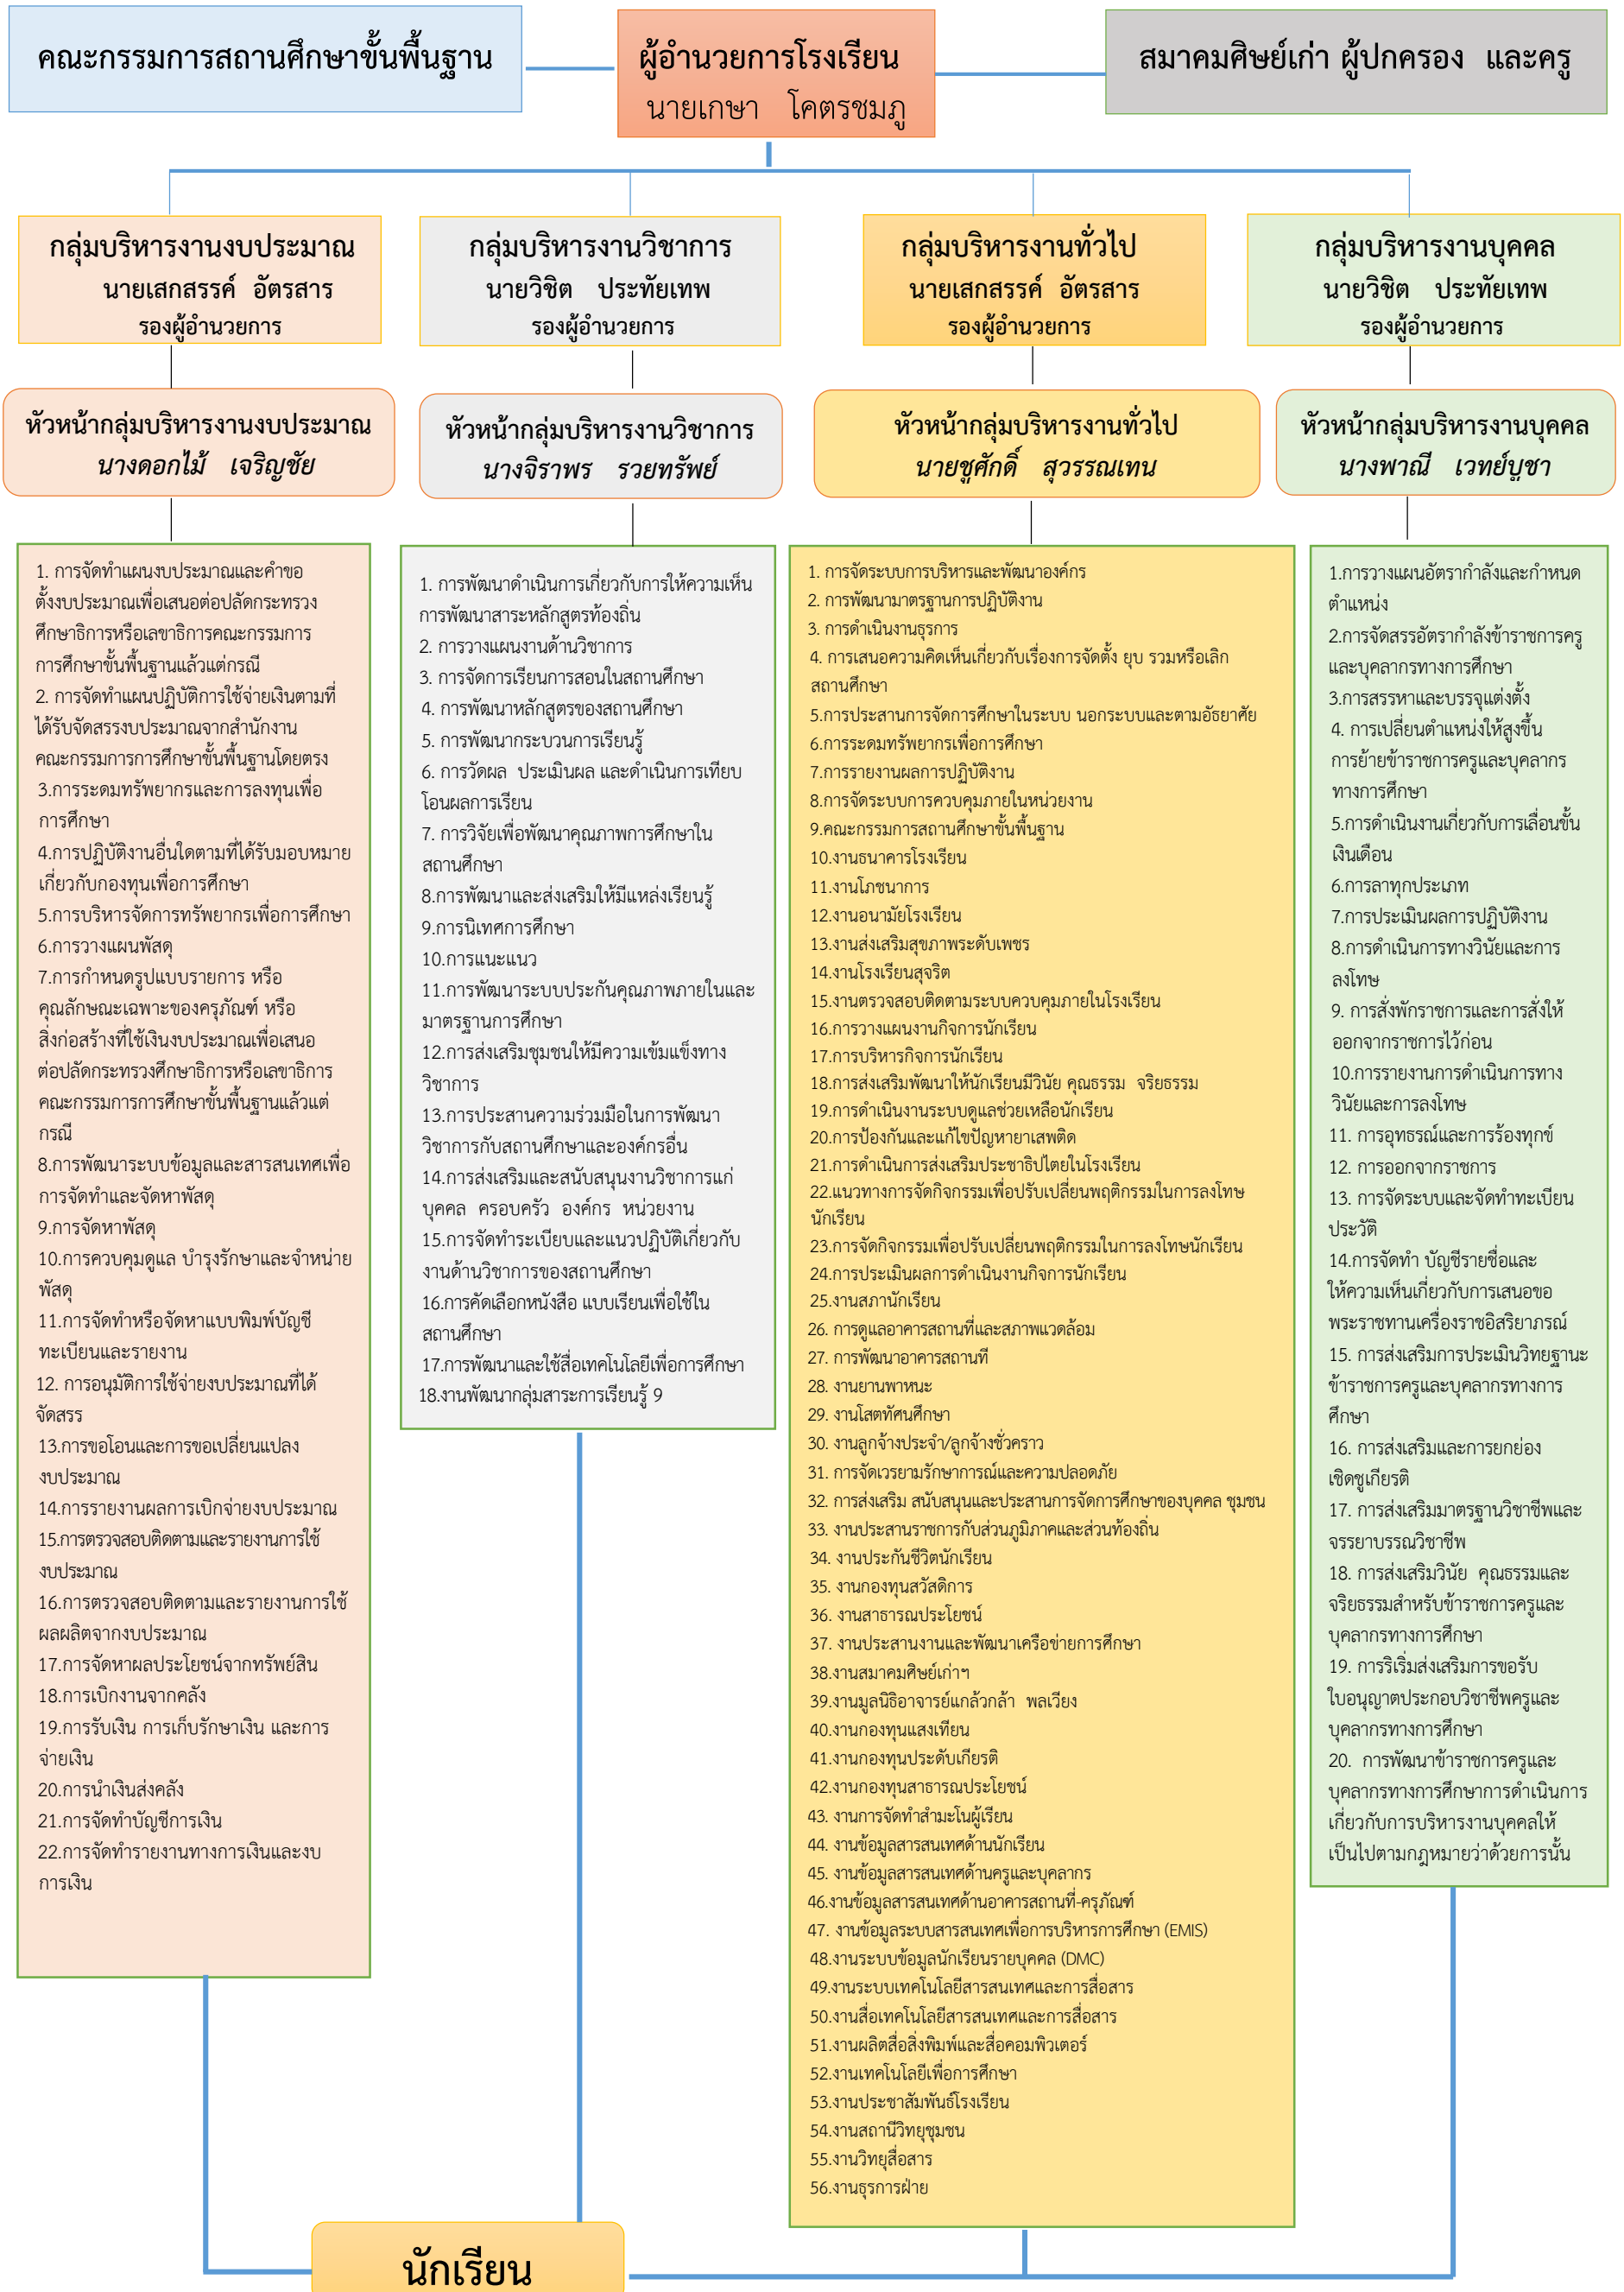 คณะกรรมการสถานศึกษาขั้นพื้นฐาน
ผู้อำนวยการโรงเรียน
นายเกษา โคตรชมภู
สมาคมศิษย์เก่า ผู้ปกครอง และครู
กลุ่มบริหารงานงบประมาณ
นายเสกสรรค์ อัตรสาร
รองผู้อำนวยการ
กลุ่มบริหารงานวิชาการ
นายวิชิต ประทัยเทพ
รองผู้อำนวยการ
กลุ่มบริหารงานทั่วไป
นายเสกสรรค์ อัตรสาร
รองผู้อำนวยการ
กลุ่มบริหารงานบุคคล
นายวิชิต ประทัยเทพ
รองผู้อำนวยการ
หัวหน้ากลุ่มบริหารงานงบประมาณ
นางดอกไม้ เจริญชัย
หัวหน้ากลุ่มบริหารงานวิชาการ
นางจิราพร รวยทรัพย์
หัวหน้ากลุ่มบริหารงานทั่วไป
นายชูศักดิ์ สุวรรณเทน
หัวหน้ากลุ่มบริหารงานบุคคล
นางพาณี เวทย์บูชา
1. การจัดทำแผนงบประมาณและคำขอ
ตั้งงบประมาณเพื่อเสนอต่อปลัดกระทรวง
ศึกษาธิการหรือเลขาธิการคณะกรรมการ
การศึกษาขั้นพื้นฐานแล้วแต่กรณี
2. การจัดทำแผนปฏิบัติการใช้จ่ายเงินตามที่
ได้รับจัดสรรงบประมาณจากสำนักงาน
คณะกรรมการการศึกษาขั้นพื้นฐานโดยตรง
3.การระดมทรัพยากรและการลงทุนเพื่อ
การศึกษา
4.การปฏิบัติงานอื่นใดตามที่ได้รับมอบหมาย
เกี่ยวกับกองทุนเพื่อการศึกษา
5.การบริหารจัดการทรัพยากรเพื่อการศึกษา
6.การวางแผนพัสดุ
7.การกำหนดรูปแบบรายการ หรือ
คุณลักษณะเฉพาะของครุภัณฑ์ หรือ
สิ่งก่อสร้างที่ใช้เงินงบประมาณเพื่อเสนอ
ต่อปลัดกระทรวงศึกษาธิการหรือเลขาธิการ
คณะกรรมการการศึกษาขั้นพื้นฐานแล้วแต่
กรณี
8.การพัฒนาระบบข้อมูลและสารสนเทศเพื่อ
การจัดทำและจัดหาพัสดุ
9.การจัดหาพัสดุ
10.การควบคุมดูแล บำรุงรักษาและจำหน่าย
พัสดุ
11.การจัดทำหรือจัดหาแบบพิมพ์บัญชี
ทะเบียนและรายงาน
12. การอนุมัติการใช้จ่ายงบประมาณที่ได้
จัดสรร
13.การขอโอนและการขอเปลี่ยนแปลง
งบประมาณ
14.การรายงานผลการเบิกจ่ายงบประมาณ
15.การตรวจสอบติดตามและรายงานการใช้
งบประมาณ
16.การตรวจสอบติดตามและรายงานการใช้
ผลผลิตจากงบประมาณ
17.การจัดหาผลประโยชน์จากทรัพย์สิน
18.การเบิกงานจากคลัง
19.การรับเงิน การเก็บรักษาเงิน และการ
จ่ายเงิน
20.การนำเงินส่งคลัง
21.การจัดทำบัญชีการเงิน
22.การจัดทำรายงานทางการเงินและงบ
การเงิน
1. การพัฒนาดำเนินการเกี่ยวกับการให้ความเห็น
การพัฒนาสาระหลักสูตรท้องถิ่น
2. การวางแผนงานด้านวิชาการ
3. การจัดการเรียนการสอนในสถานศึกษา
4. การพัฒนาหลักสูตรของสถานศึกษา
5. การพัฒนากระบวนการเรียนรู้
6. การวัดผล ประเมินผล และดำเนินการเทียบ
โอนผลการเรียน
7. การวิจัยเพื่อพัฒนาคุณภาพการศึกษาใน
สถานศึกษา
8.การพัฒนาและส่งเสริมให้มีแหล่งเรียนรู้
9.การนิเทศการศึกษา
10.การแนะแนว
11.การพัฒนาระบบประกันคุณภาพภายในและ
มาตรฐานการศึกษา
12.การส่งเสริมชุมชนให้มีความเข้มแข็งทาง
วิชาการ
13.การประสานความร่วมมือในการพัฒนา
วิชาการกับสถานศึกษาและองค์กรอื่น
14.การส่งเสริมและสนับสนุนงานวิชาการแก่
บุคคล ครอบครัว องค์กร หน่วยงาน
15.การจัดทำระเบียบและแนวปฏิบัติเกี่ยวกับ
งานด้านวิชาการของสถานศึกษา
16.การคัดเลือกหนังสือ แบบเรียนเพื่อใช้ใน
สถานศึกษา
17.การพัฒนาและใช้สื่อเทคโนโลยีเพื่อการศึกษา
18.งานพัฒนากลุ่มสาระการเรียนรู้ 9
1. การจัดระบบการบริหารและพัฒนาองค์กร
2. การพัฒนามาตรฐานการปฏิบัติงาน
3. การดำเนินงานธุรการ
4. การเสนอความคิดเห็นเกี่ยวกับเรื่องการจัดตั้ง ยุบ รวมหรือเลิก
สถานศึกษา
5.การประสานการจัดการศึกษาในระบบ นอกระบบและตามอัธยาศัย
6.การระดมทรัพยากรเพื่อการศึกษา
7.การรายงานผลการปฏิบัติงาน
8.การจัดระบบการควบคุมภายในหน่วยงาน
9.คณะกรรมการสถานศึกษาขั้นพื้นฐาน
10.งานธนาคารโรงเรียน
11.งานโภชนาการ
12.งานอนามัยโรงเรียน
13.งานส่งเสริมสุขภาพระดับเพชร
14.งานโรงเรียนสุจริต
15.งานตรวจสอบติดตามระบบควบคุมภายในโรงเรียน
16.การวางแผนงานกิจการนักเรียน
17.การบริหารกิจการนักเรียน
18.การส่งเสริมพัฒนาให้นักเรียนมีวินัย คุณธรรม จริยธรรม
19.การดำเนินงานระบบดูแลช่วยเหลือนักเรียน
20.การป้องกันและแก้ไขปัญหายาเสพติด
21.การดำเนินการส่งเสริมประชาธิปไตยในโรงเรียน
22.แนวทางการจัดกิจกรรมเพื่อปรับเปลี่ยนพฤติกรรมในการลงโทษ
นักเรียน
23.การจัดกิจกรรมเพื่อปรับเปลี่ยนพฤติกรรมในการลงโทษนักเรียน
24.การประเมินผลการดำเนินงานกิจการนักเรียน
25.งานสภานักเรียน
26. การดูแลอาคารสถานที่และสภาพแวดล้อม
27. การพัฒนาอาคารสถานที
28. งานยานพาหนะ
29. งานโสตทัศนศึกษา
30. งานลูกจ้างประจำ/ลูกจ้างชั่วคราว
31. การจัดเวรยามรักษาการณ์และความปลอดภัย
32. การส่งเสริม สนับสนุนและประสานการจัดการศึกษาของบุคคล ชุมชน
33. งานประสานราชการกับส่วนภูมิภาคและส่วนท้องถิ่น
34. งานประกันชีวิตนักเรียน
35. งานกองทุนสวัสดิการ
36. งานสาธารณประโยชน์
37. งานประสานงานและพัฒนาเครือข่ายการศึกษา
38.งานสมาคมศิษย์เก่าฯ
39.งานมูลนิธิอาจารย์แกล้วกล้า พลเวียง
40.งานกองทุนแสงเทียน
41.งานกองทุนประดับเกียรติ
42.งานกองทุนสาธารณประโยชน์
43. งานการจัดทำสำมะโนผู้เรียน
44. งานข้อมูลสารสนเทศด้านนักเรียน
45. งานข้อมูลสารสนเทศด้านครูและบุคลากร
46.งานข้อมูลสารสนเทศด้านอาคารสถานที่-ครุภัณฑ์
47. งานข้อมูลระบบสารสนเทศเพื่อการบริหารการศึกษา (EMIS)
48.งานระบบข้อมูลนักเรียนรายบุคคล (DMC)
49.งานระบบเทคโนโลยีสารสนเทศและการสื่อสาร
50.งานสื่อเทคโนโลยีสารสนเทศและการสื่อสาร
51.งานผลิตสื่อสิ่งพิมพ์และสื่อคอมพิวเตอร์
52.งานเทคโนโลยีเพื่อการศึกษา
53.งานประชาสัมพันธ์โรงเรียน
54.งานสถานีวิทยุชุมชน
55.งานวิทยุสื่อสาร
56.งานธุรการฝ่าย
1.การวางแผนอัตรากำลังและกำหนด
ตำแหน่ง
2.การจัดสรรอัตรากำลังข้าราชการครู
และบุคลากรทางการศึกษา
3.การสรรหาและบรรจุแต่งตั้ง
4. การเปลี่ยนตำแหน่งให้สูงขึ้น
การย้ายข้าราชการครูและบุคลากร
ทางการศึกษา
5.การดำเนินงานเกี่ยวกับการเลื่อนขั้น
เงินเดือน
6.การลาทุกประเภท
7.การประเมินผลการปฏิบัติงาน
8.การดำเนินการทางวินัยและการ
ลงโทษ
9. การสั่งพักราชการและการสั่งให้
ออกจากราชการไว้ก่อน
10.การรายงานการดำเนินการทาง
วินัยและการลงโทษ
11. การอุทธรณ์และการร้องทุกข์
12. การออกจากราชการ
13. การจัดระบบและจัดทำทะเบียน
ประวัติ
14.การจัดทำ บัญชีรายชื่อและ
ให้ความเห็นเกี่ยวกับการเสนอขอ
พระราชทานเครื่องราชอิสริยาภรณ์
15. การส่งเสริมการประเมินวิทยฐานะ
ข้าราชการครูและบุคลากรทางการ
ศึกษา
16. การส่งเสริมและการยกย่อง
เชิดชูเกียรติ
17. การส่งเสริมมาตรฐานวิชาชีพและ
จรรยาบรรณวิชาชีพ
18. การส่งเสริมวินัย คุณธรรมและ
จริยธรรมสำหรับข้าราชการครูและ
บุคลากรทางการศึกษา
19. การริเริ่มส่งเสริมการขอรับ
ใบอนุญาตประกอบวิชาชีพครูและ
บุคลากรทางการศึกษา
20. การพัฒนาข้าราชการครูและ
บุคลากรทางการศึกษาการดำเนินการ
เกี่ยวกับการบริหารงานบุคคลให้
เป็นไปตามกฎหมายว่าด้วยการนั้น
นักเรียน